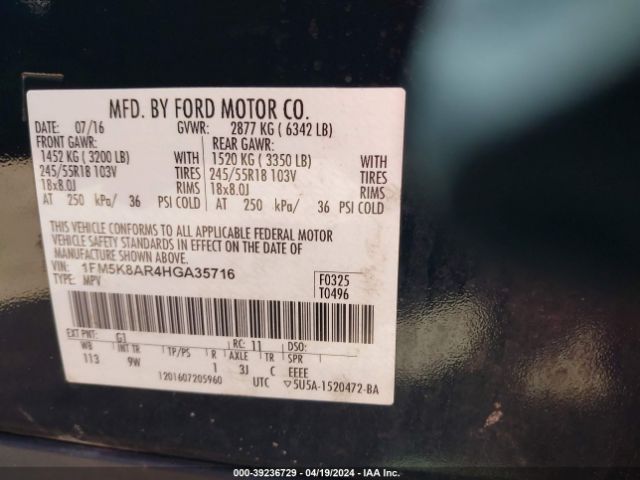 MFD. BY FORD MOTOR CO.
DATE: 07/16 GVWR: 2877 KG ( 6342 LB)
FRONT GAWR: REAR GAWR:
1452 KG ( 3200 LB) WITH 1520 KG ( 3350 LB) WITH
245/55R18 103V TIRES 245/55R18 103V TIRES
18x8.0J RIMS 18x8.0J RIMS
AT 250 kPa/ 36 PSI COLD AT 250 kPa/ 36 PSI COLD
THIS VEHICLE CONFORMS TO ALL APPLICABLE FEDERAL MOTOR
VEHICLE SAFETY STANDARDS IN EFFECT ON THE DATE OF
MANUFACTURE SHOWN ABOVE.
VIN: 1FM5K8AR4HGA35716 F0325
TYPE: MPV T0496
EXT PNT: G1 RC: 11 DSO:
WB INT TR TP/PS R AXLE TR SPR
113 9W 1 3J C EEEE
1201607205960 UTC ▽5U5A-1520472-BA
000-39236729 - 04/19/2024 - IAA Inc.